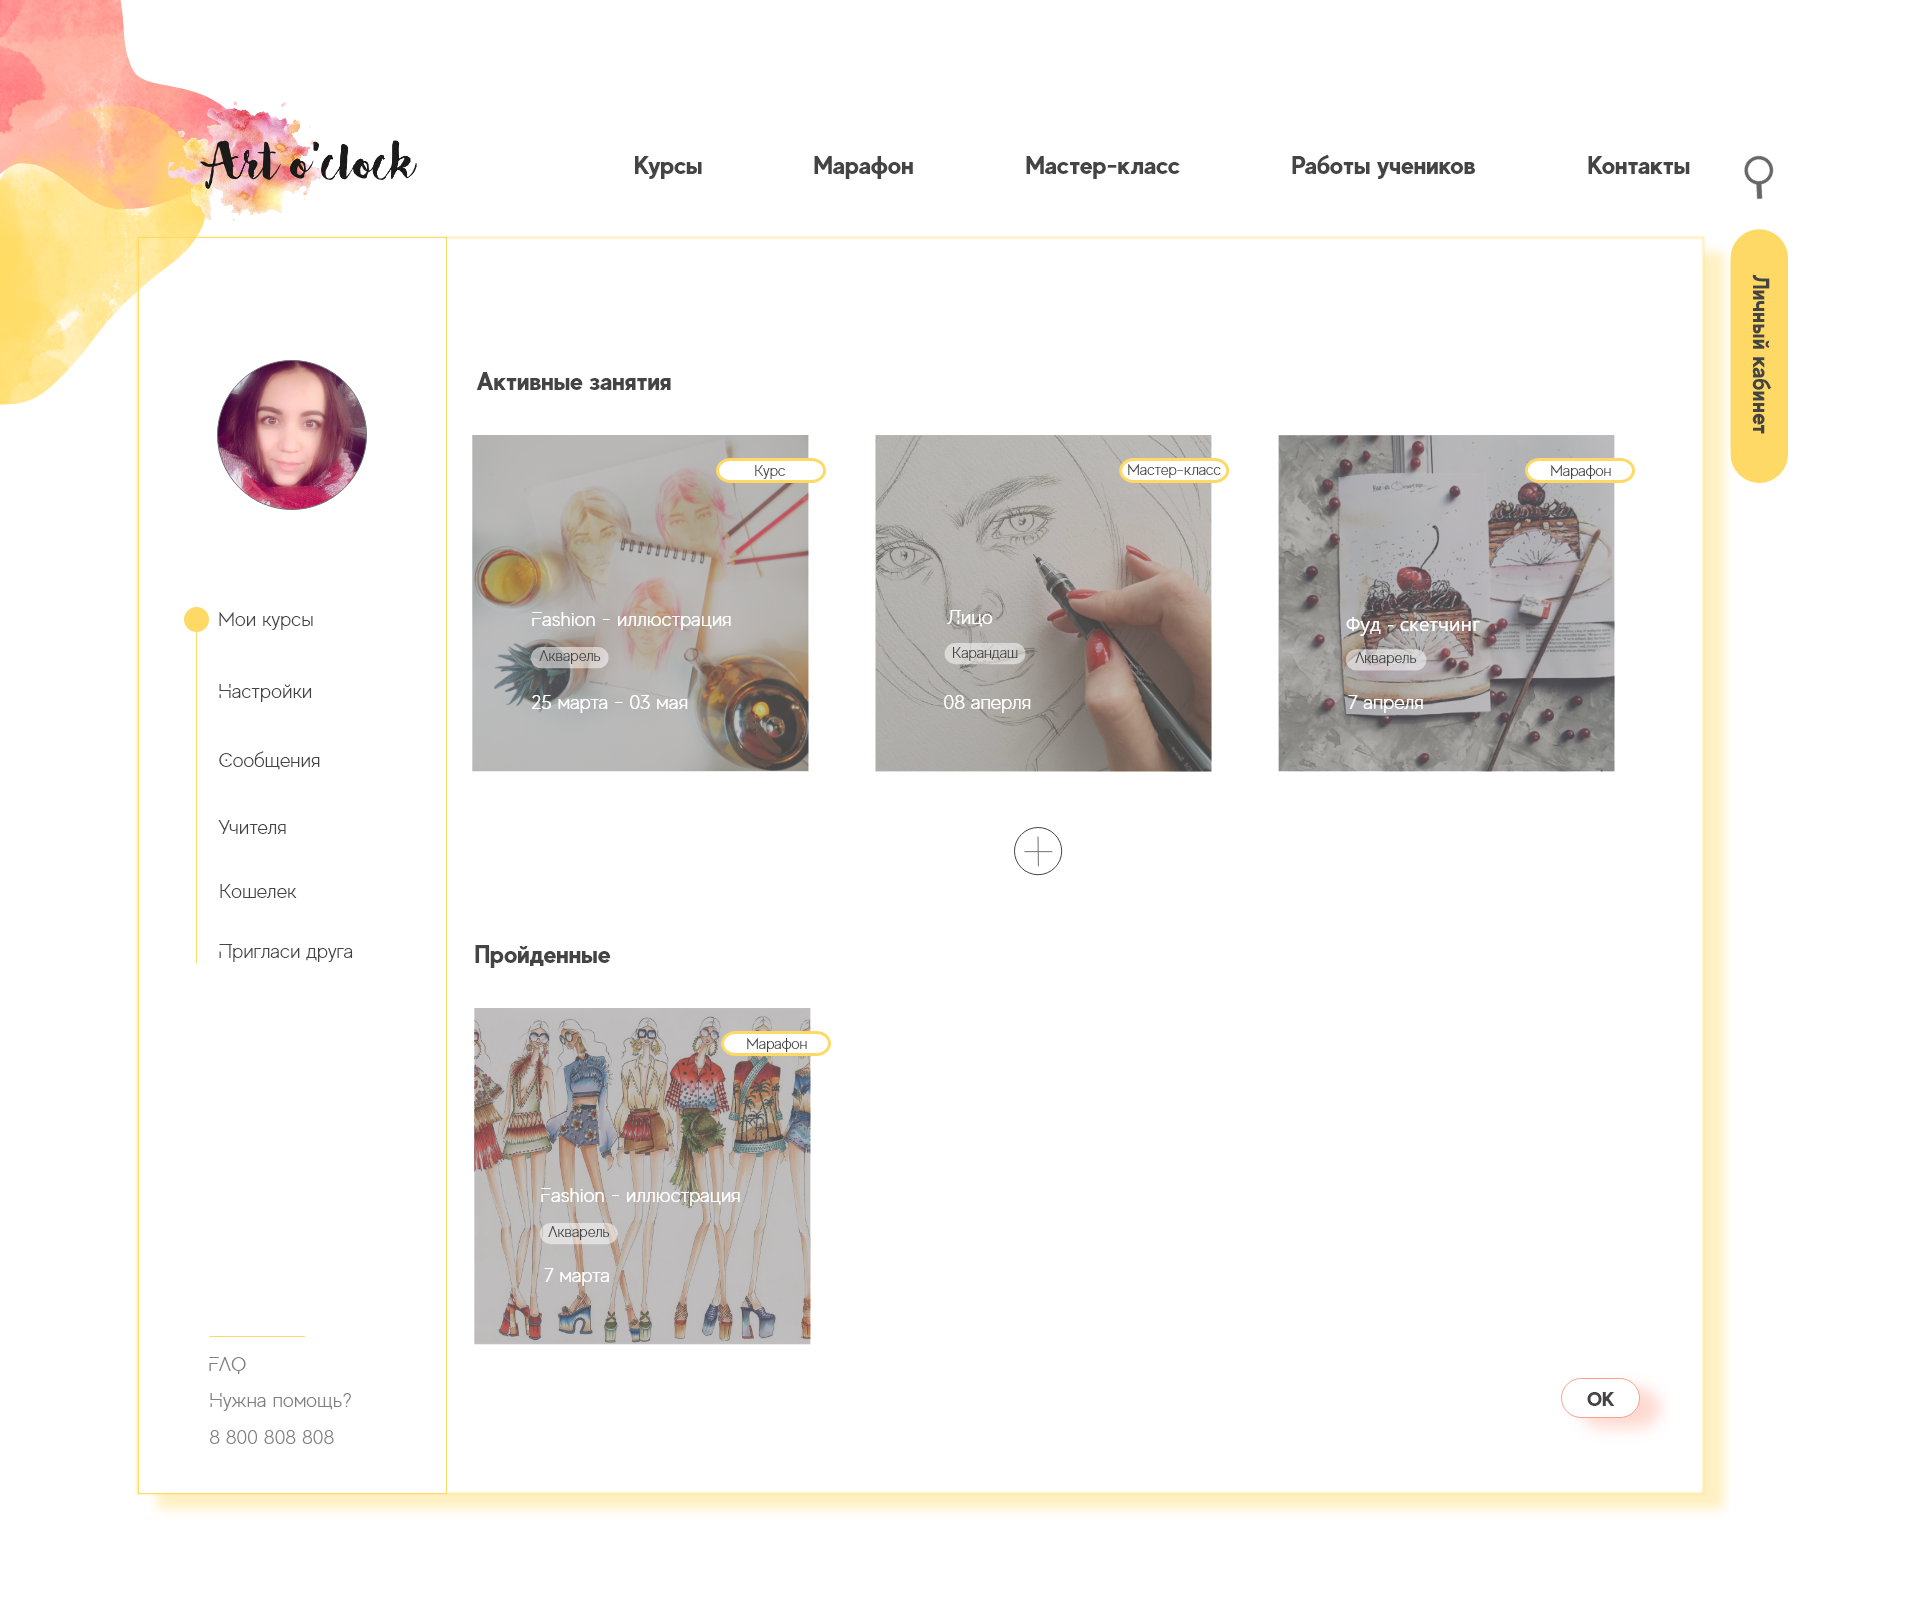 Art o'clock
Курсы
Марафон
Мастер-класс
Работы учеников
Контакты
Личный кабинет
Мои курсы
Настройки
Сообщения
Учителя
Кошелек
Пригласи друга
FAQ
Нужна помощь?
8 800 808 808
Активные занятия
Курс
Fashion - иллюстрация
Акварель
25 марта - 03 мая
Мастер-класс
Лицо
Карандаш
08 аперля
Марафон
Фуд - скетчинг
Акварель
7 апреля
Пройденные
Марафон
Fashion - иллюстрация
Акварель
7 марта
OK